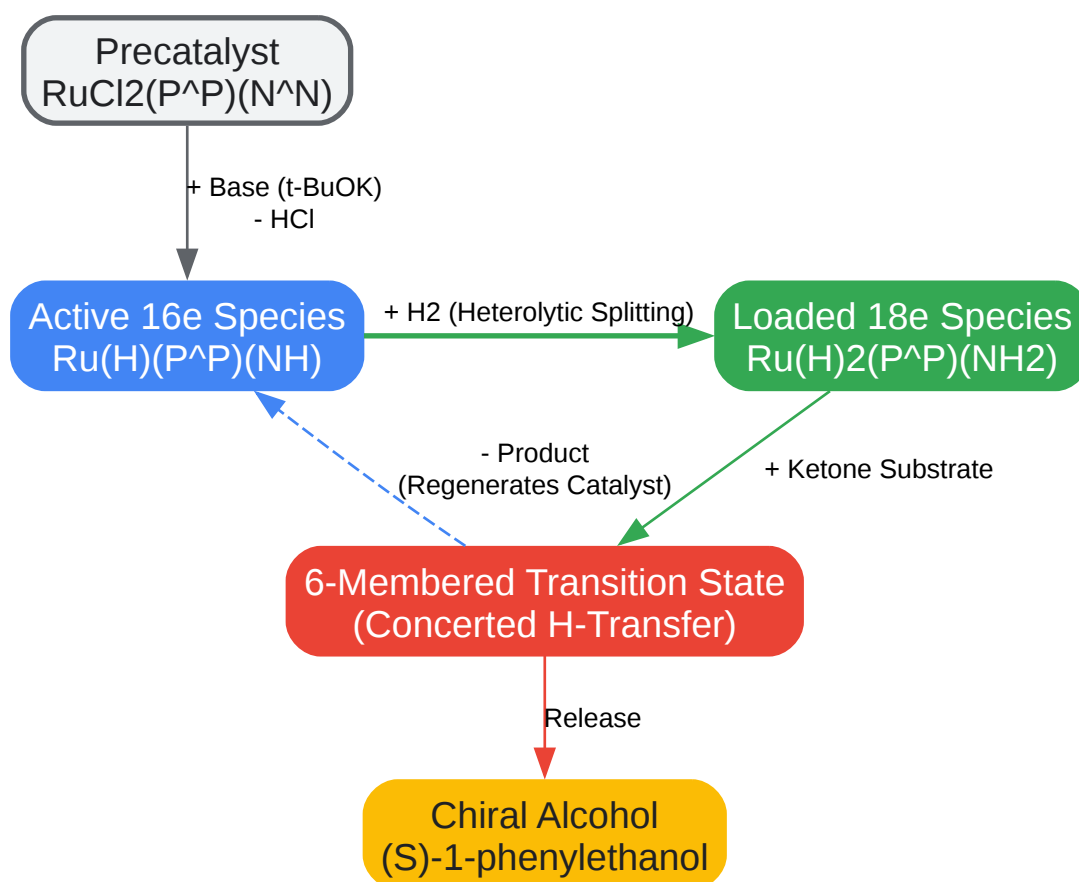 Precatalyst
RuCl2(P^P)(N^N)
+ Base (t-BuOK)
- HCl
Active 16e Species
Ru(H)(P^P)(NH)
+ H2 (Heterolytic Splitting)
Loaded 18e Species
Ru(H)2(P^P)(NH2)
- Product
(Regenerates Catalyst)
+ Ketone Substrate
6-Membered Transition State
(Concerted H-Transfer)
Release
Chiral Alcohol
(S)-1-phenylethanol